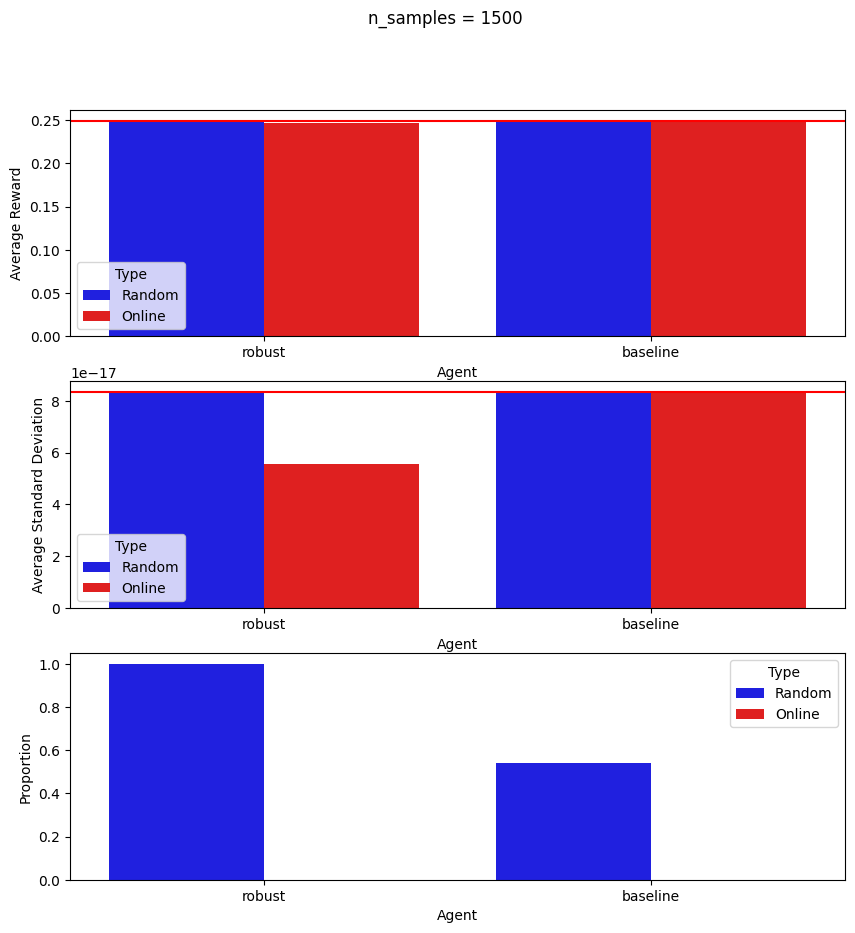 n_samples = 1500
0.25
0.20
0.15
0.10
0.05
0.00
Average Reward
Type
Random
Online
robust
baseline
Agent
1e−17
8
6
4
2
0
Average Standard Deviation
Type
Random
Online
robust
baseline
Agent
1.0
0.8
0.6
0.4
0.2
0.0
Proportion
Type
Random
Online
robust
baseline
Agent